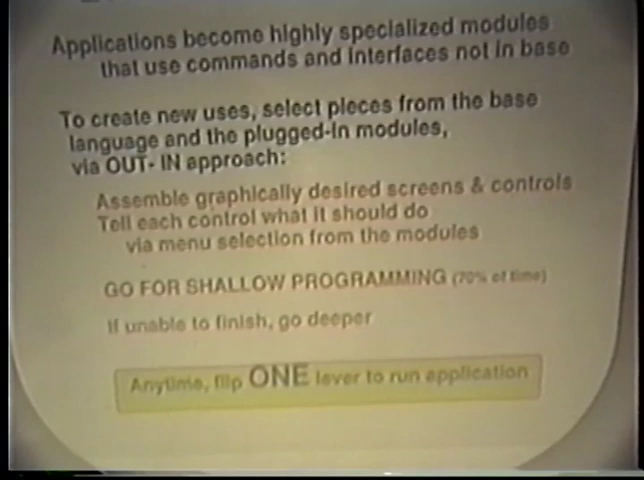 Applications become highly specialized modules
that use commands and interfaces not in base
To create new uses, select pieces from the base
language and the plugged-in modules,
via OUT- IN approach:
Assemble graphically desired screens & controls
Tell each control what it should do
via menu selection from the modules
GO FOR SHALLOW PROGRAMMING (70% of time)
If unable to finish, go deeper
Anytime, flip ONE lever to run application